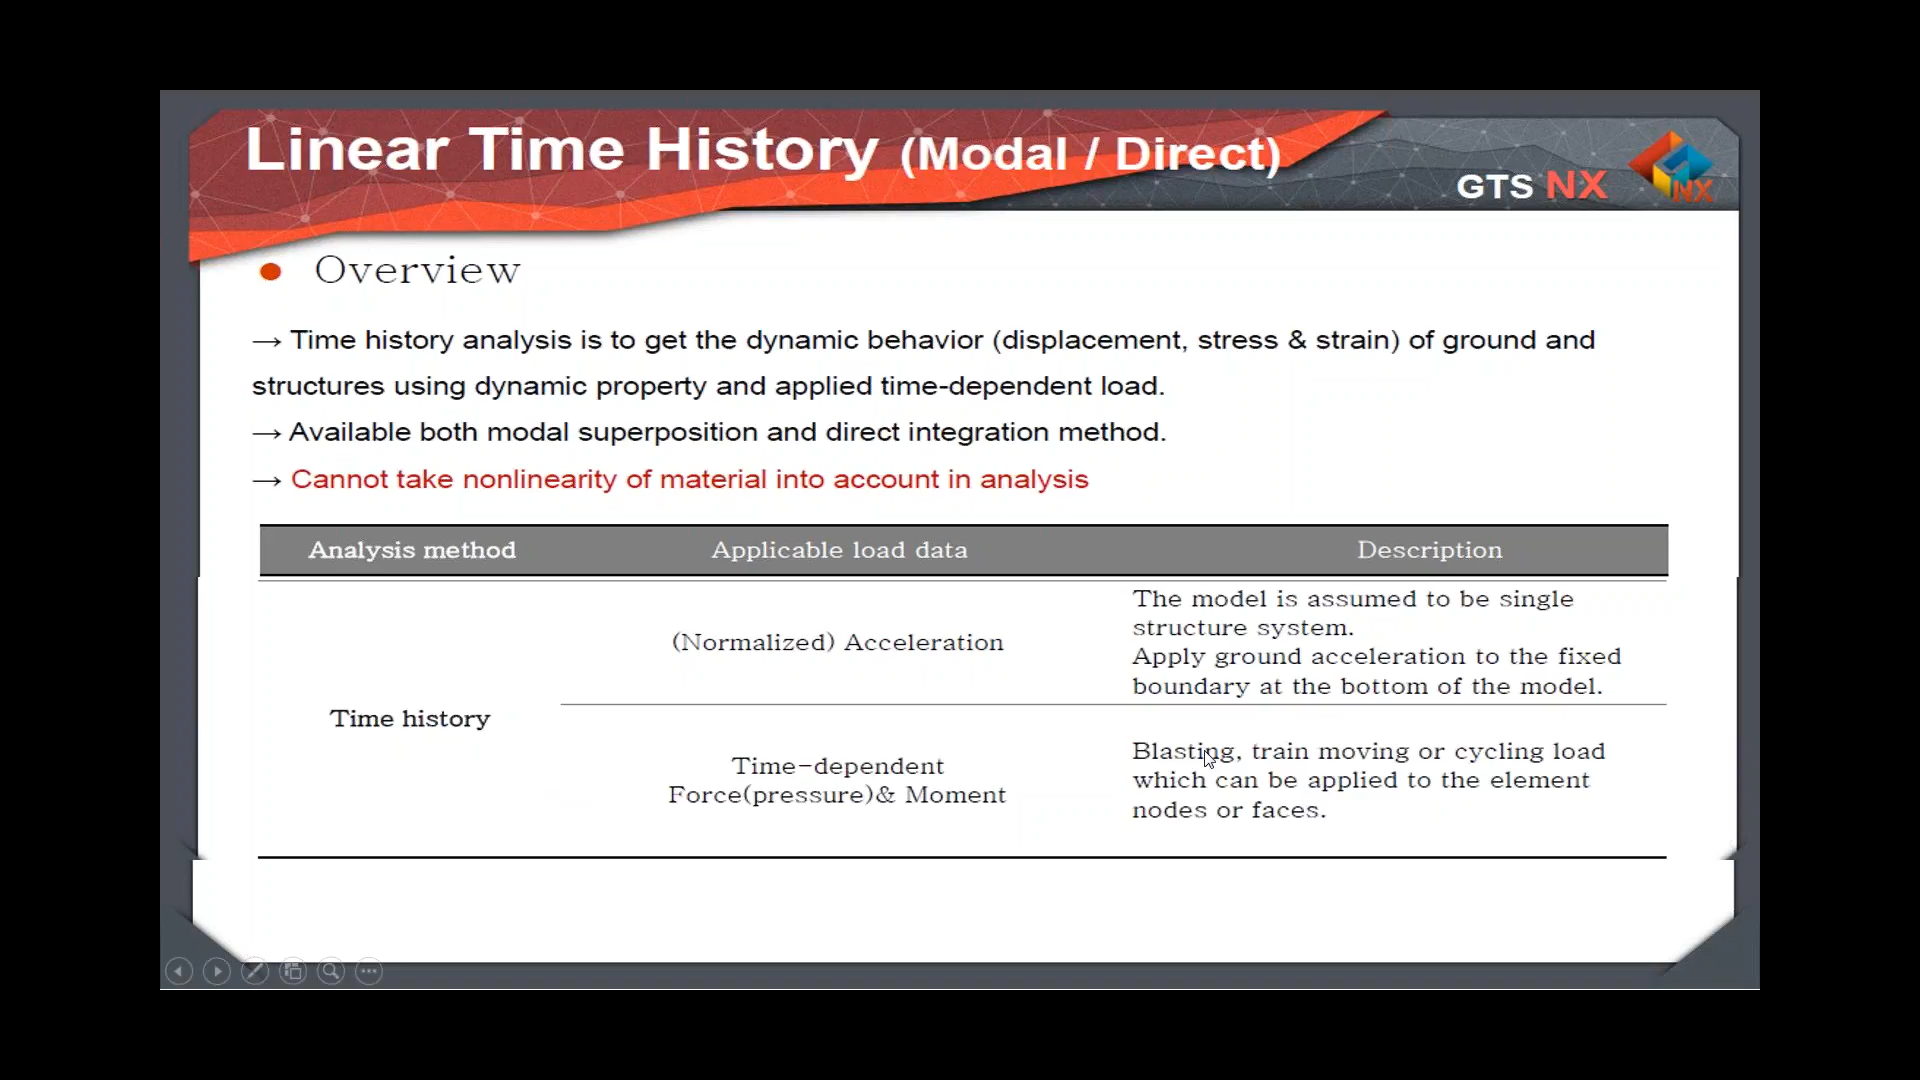 Linear Time History (Modal / Direct)
GTS NX
NX
Overview
→ Time history analysis is to get the dynamic behavior (displacement, stress & strain) of ground and
structures using dynamic property and applied time-dependent load.
→ Available both modal superposition and direct integration method.
→ Cannot take nonlinearity of material into account in analysis
Analysis method Applicable load data Description
Time history
(Normalized) Acceleration
The model is assumed to be single
structure system.
Apply ground acceleration to the fixed
boundary at the bottom of the model.
Time-dependent
Force(pressure)& Moment
Blasting, train moving or cycling load
which can be applied to the element
nodes or faces.